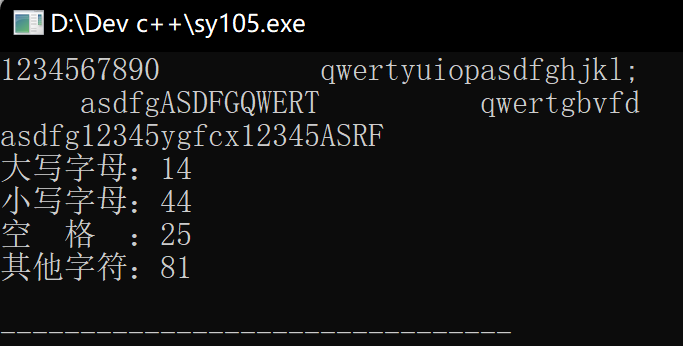 D:\Dev c++\sy105.exe
1234567890          qwertyuiopasdfghjkl;
     asdfgASDFGQWERT          qwertgbvfd
asdfg12345ygfcx12345ASRF
大写字母：14
小写字母：44
空  格  ：25
其他字符：81
--------------------------------